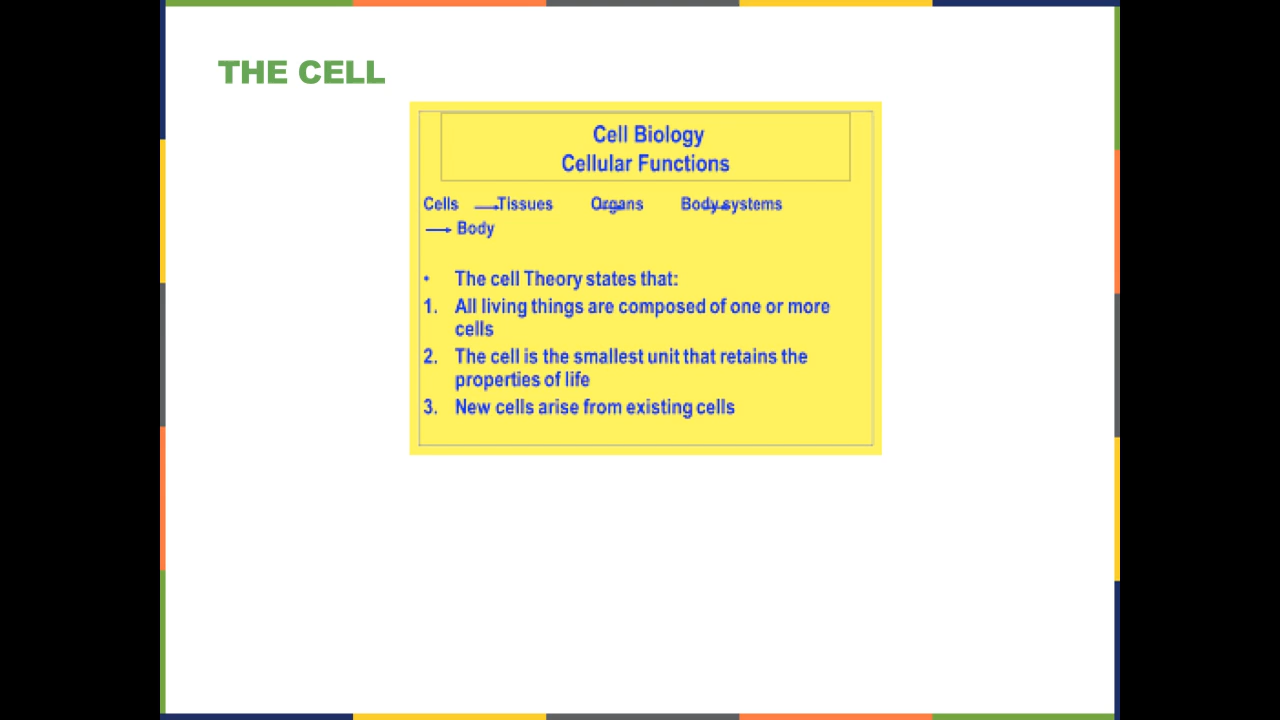 THE CELL
Cell Biology
Cellular Functions
Cells → Tissues → Organs → Body systems
→ Body
• The cell Theory states that:
1. All living things are composed of one or more
cells
2. The cell is the smallest unit that retains the
properties of life
3. New cells arise from existing cells